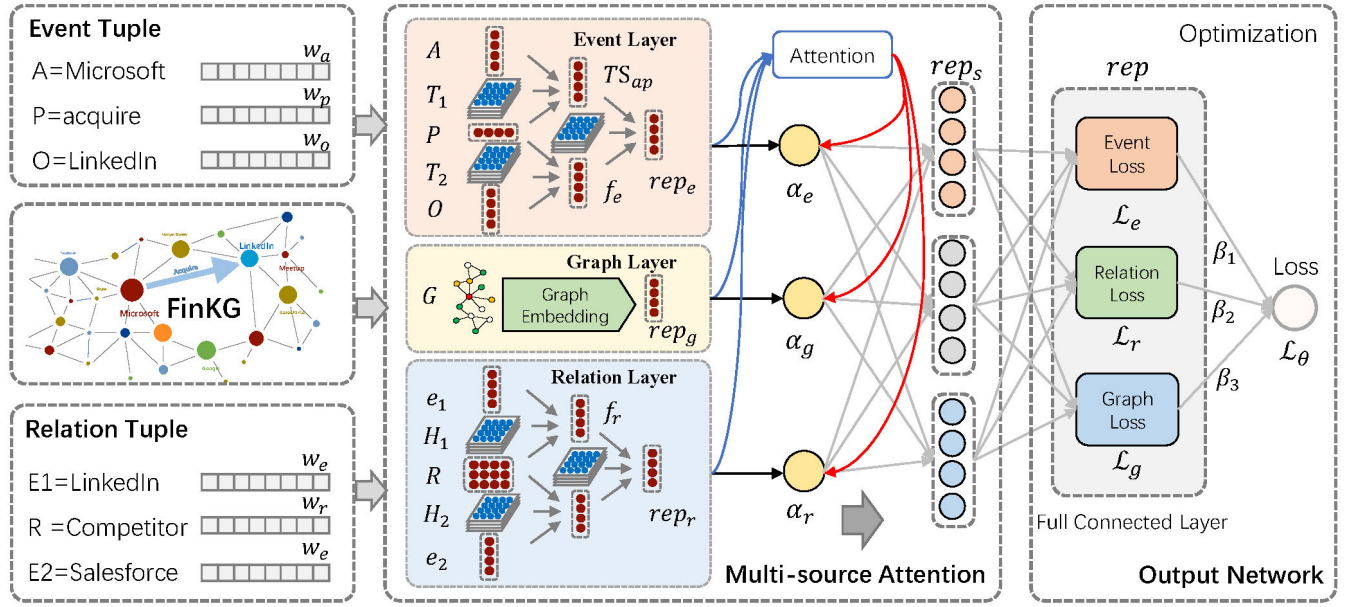 Event Tuple
w_a
A=Microsoft
w_p
P=acquire
w_o
O=LinkedIn
LinkedIn
Acquire
Meetup
Microsoft
FinKG
Google
Relation Tuple
w_e
E1=LinkedIn
w_r
R =Competitor
w_e
E2=Salesforce
A
Event Layer
T_1
TS_ap
P
T_2
f_e
rep_e
O
Graph Layer
G
Graph
Embedding
rep_g
Relation Layer
e_1
f_r
H_1
R
H_2
rep_r
e_2
Attention
α_e
α_g
α_r
rep_s
Multi-source Attention
Optimization
rep
Event
Loss
ℒ_e
Relation
Loss
ℒ_r
Graph
Loss
ℒ_g
β_1
β_2
β_3
Loss
ℒ_θ
Full Connected Layer
Output Network